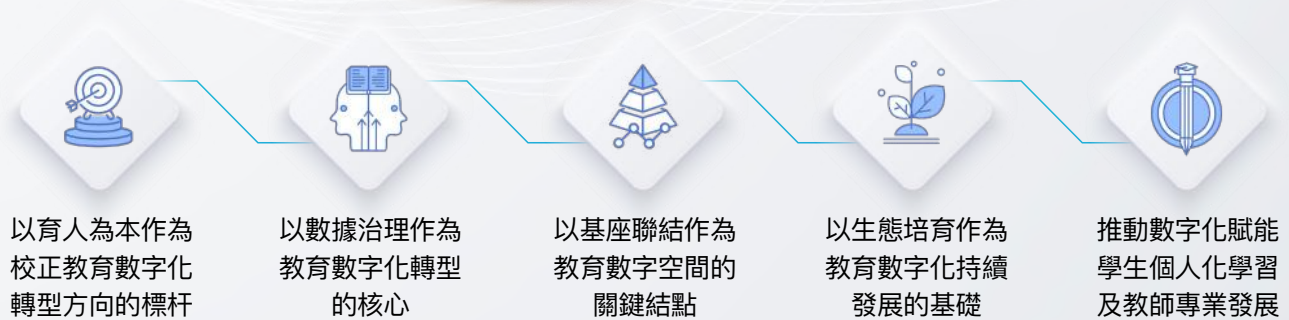 以育人為本作為
校正教育數字化
轉型方向的標杆
以數據治理作為
教育數字化轉型
的核心
以基座聯結作為
教育數字空間的
關鍵結點
以生態培育作為
教育數字化持續
發展的基礎
推動數字化賦能
學生個人化學習
及教師專業發展